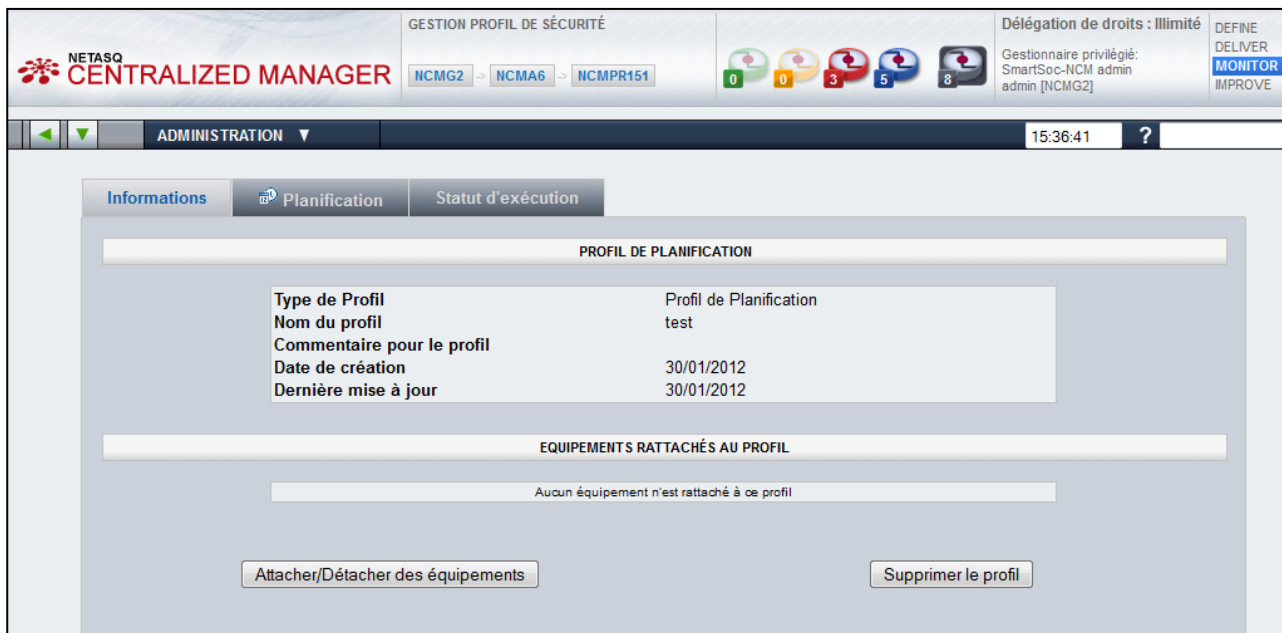 NETASQ
CENTRALIZED MANAGER
GESTION PROFIL DE SÉCURITÉ
NCMG2 -> NCMA6 -> NCMPR151
0 0 3 5 8
Délégation de droits : Illimité
Gestionnaire privilégié:
SmartSoc-NCM admin
admin [NCMG2]
DEFINE
DELIVER
MONITOR
IMPROVE
ADMINISTRATION ▼
15:36:41 ?
Informations Planification Statut d'exécution
PROFIL DE PLANIFICATION
Type de Profil Profil de Planification
Nom du profil test
Commentaire pour le profil
Date de création 30/01/2012
Dernière mise à jour 30/01/2012
EQUIPEMENTS RATTACHÉS AU PROFIL
Aucun équipement n'est rattaché à ce profil
Attacher/Détacher des équipements Supprimer le profil